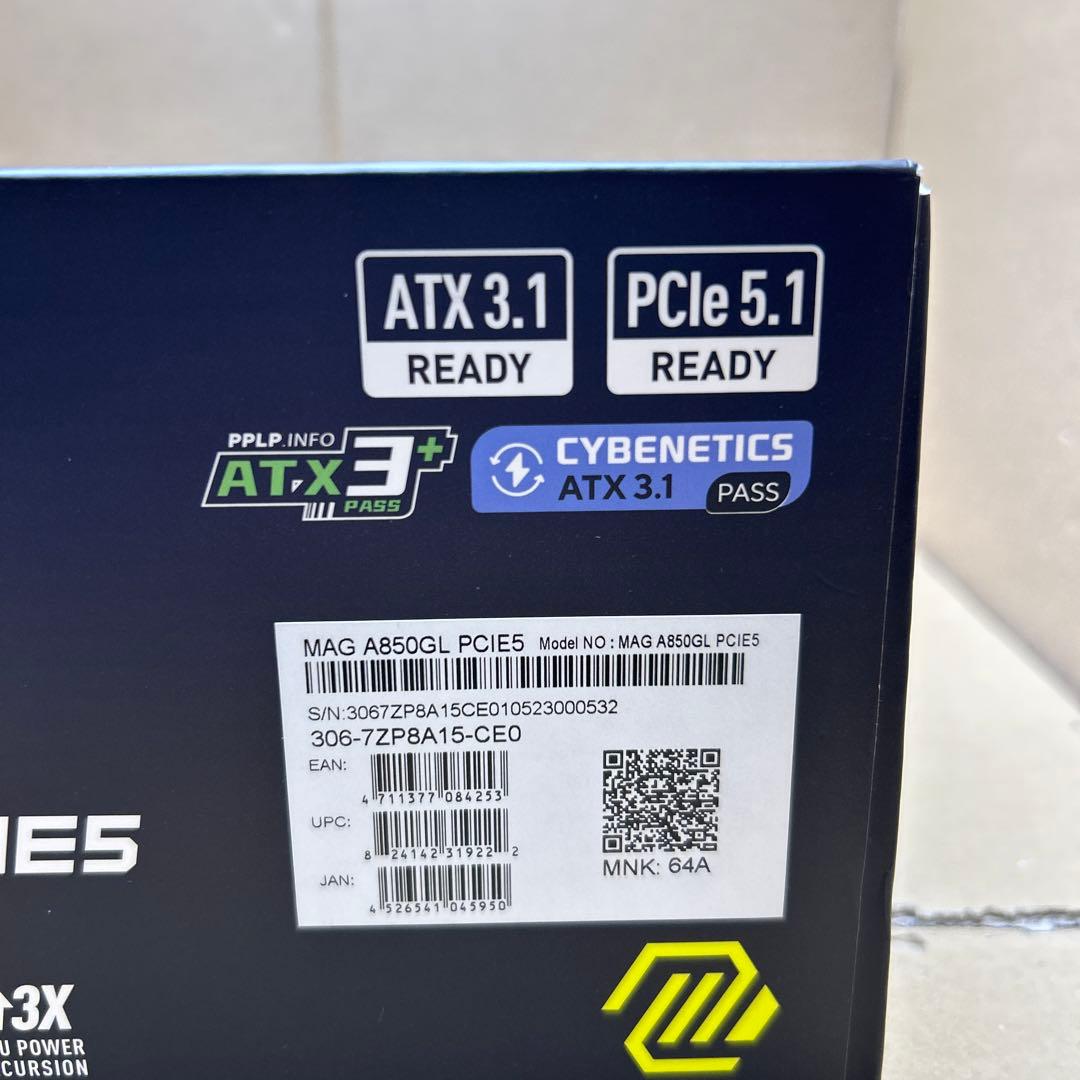 ATX 3.1
READY
PCIe 5.1
READY
PPLP.INFO
ATX3+
PASS
CYBENETICS
ATX 3.1
PASS
MAG A850GL PCIE5 Model NO : MAG A850GL PCIE5
S/N:3067ZP8A15CE010523000532
306-7ZP8A15-CE0
EAN:
4 711377 084253
UPC:
8 24142 31922 2
JAN:
4 526541 045950
MNK: 64A
IE5
↑3X
U POWER
CURSION